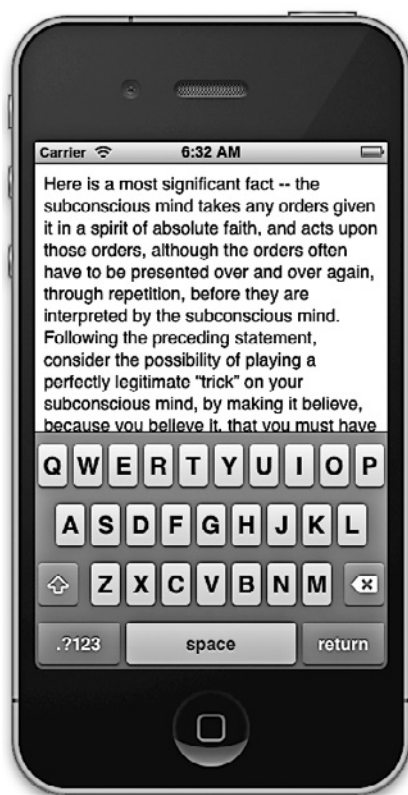 Carrier 6:32 AM
Here is a most significant fact -- the
subconscious mind takes any orders given
it in a spirit of absolute faith, and acts upon
those orders, although the orders often
have to be presented over and over again,
through repetition, before they are
interpreted by the subconscious mind.
Following the preceding statement,
consider the possibility of playing a
perfectly legitimate “trick” on your
subconscious mind, by making it believe,
because you believe it, that you must have
Q W E R T Y U I O P
A S D F G H J K L
Z X C V B N M
.?123 space return